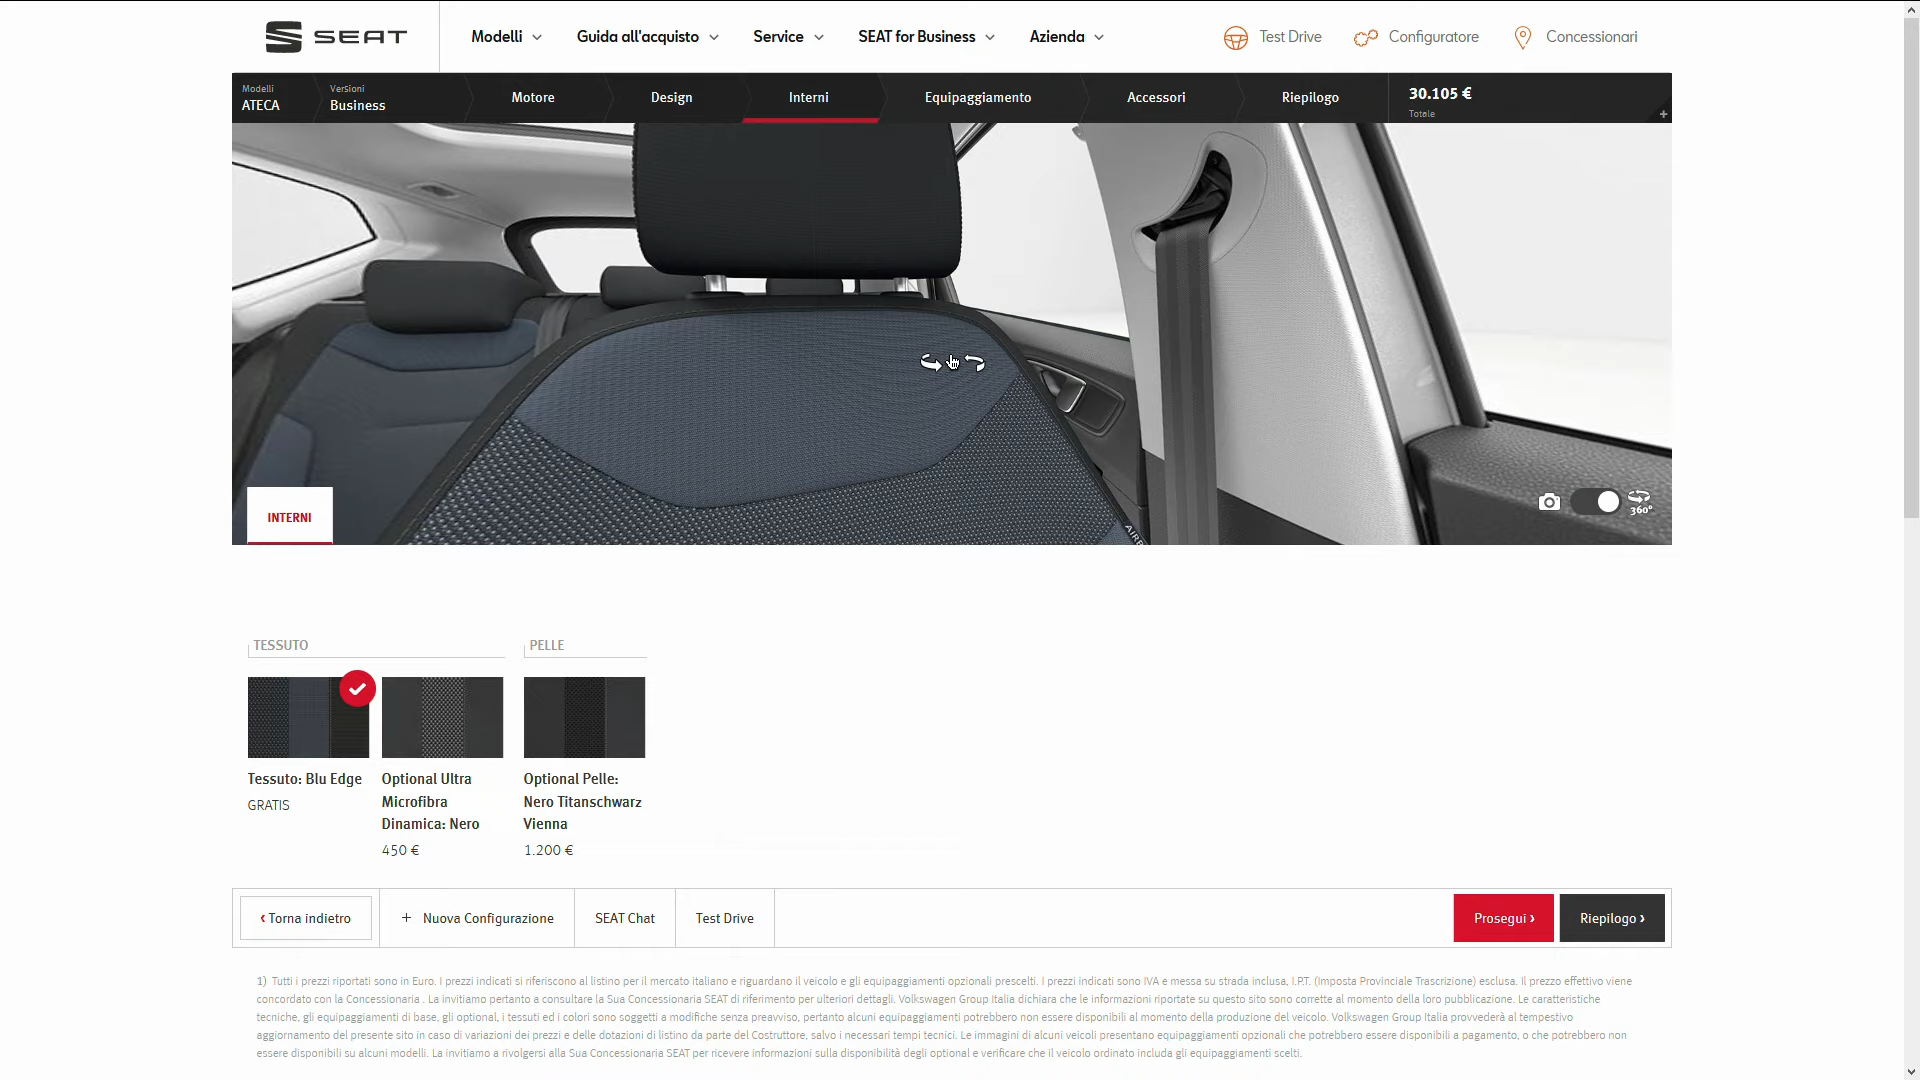 SEAT
Modelli
Guida all'acquisto
Service
SEAT for Business
Azienda
Test Drive
Configuratore
Concessionari
Modelli
ATECA
Versioni
Business
Motore
Design
Interni
Equipaggiamento
Accessori
Riepilogo
30.105 €
Totale
+
INTERNI
360°
TESSUTO
PELLE
Tessuto: Blu Edge
GRATIS
Optional Ultra
Microfibra
Dinamica: Nero
450 €
Optional Pelle:
Nero Titanschwarz
Vienna
1.200 €
‹ Torna indietro
+ Nuova Configurazione
SEAT Chat
Test Drive
Prosegui ›
Riepilogo ›
1) Tutti i prezzi riportati sono in Euro. I prezzi indicati si riferiscono al listino per il mercato italiano e riguardano il veicolo e gli equipaggiamenti opzionali prescelti. I prezzi indicati sono IVA e messa su strada inclusa, I.P.T. (Imposta Provinciale Trascrizione) esclusa. Il prezzo effettivo viene
concordato con la Concessionaria . La invitiamo pertanto a consultare la Sua Concessionaria SEAT di riferimento per ulteriori dettagli. Volkswagen Group Italia dichiara che le informazioni riportate su questo sito sono corrette al momento della loro pubblicazione. Le caratteristiche
tecniche, gli equipaggiamenti di base, gli optional, i tessuti ed i colori sono soggetti a modifiche senza preavviso, pertanto alcuni equipaggiamenti potrebbero non essere disponibili al momento della produzione del veicolo. Volkswagen Group Italia provvederà al tempestivo
aggiornamento del presente sito in caso di variazioni dei prezzi e delle dotazioni di listino da parte del Costruttore, salvo i necessari tempi tecnici. Le immagini di alcuni veicoli presentano equipaggiamenti opzionali che potrebbero essere disponibili a pagamento, o che potrebbero non
essere disponibili su alcuni modelli. La invitiamo a rivolgersi alla Sua Concessionaria SEAT per ricevere informazioni sulla disponibilità degli optional e verificare che il veicolo ordinato includa gli equipaggiamenti scelti.